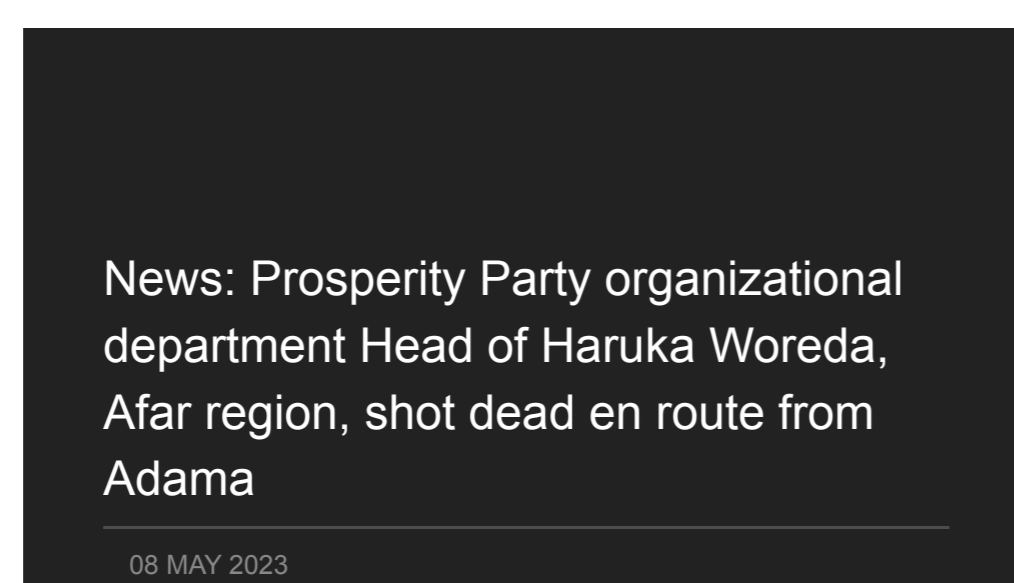 News: Prosperity Party organizational
department Head of Haruka Woreda,
Afar region, shot dead en route from
Adama
08 MAY 2023